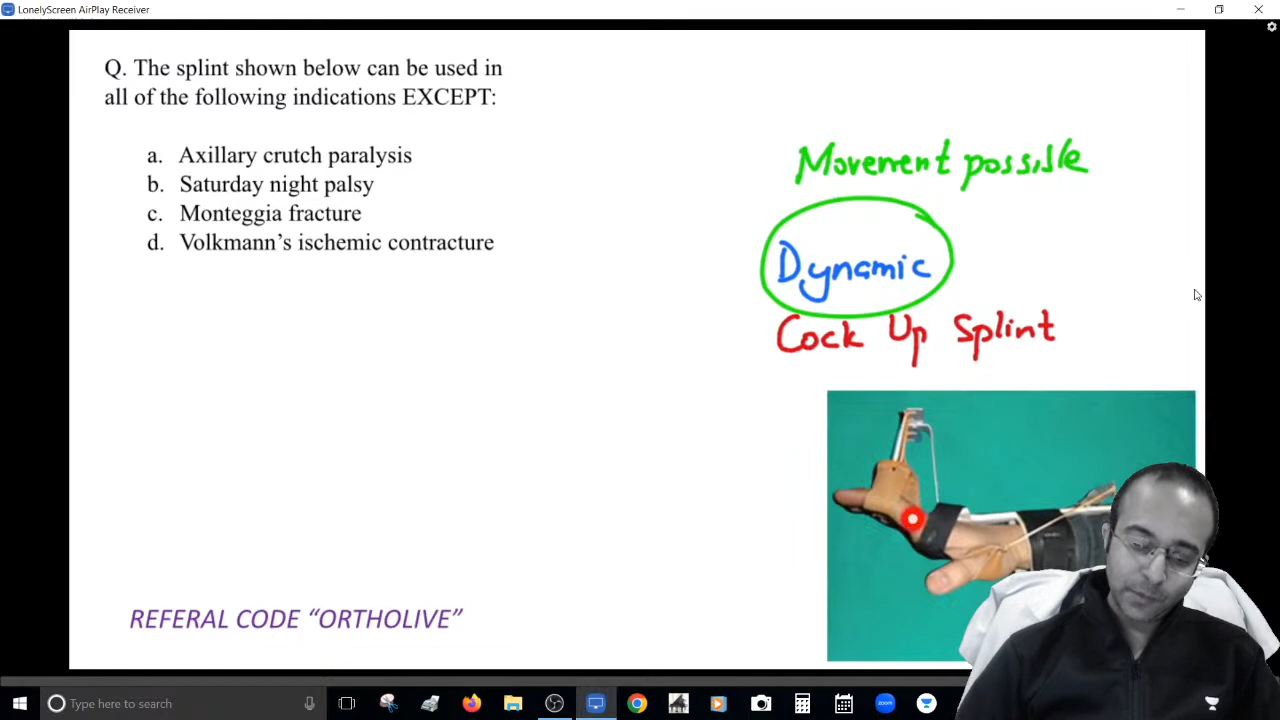 LonelyScreen AirPlay Receiver
Q. The splint shown below can be used in
all of the following indications EXCEPT:
a. Axillary crutch paralysis
b. Saturday night palsy
c. Monteggia fracture
d. Volkmann’s ischemic contracture
Movement possible
Dynamic
Cock Up Splint
REFERAL CODE “ORTHOLIVE”
Type here to search
zoom